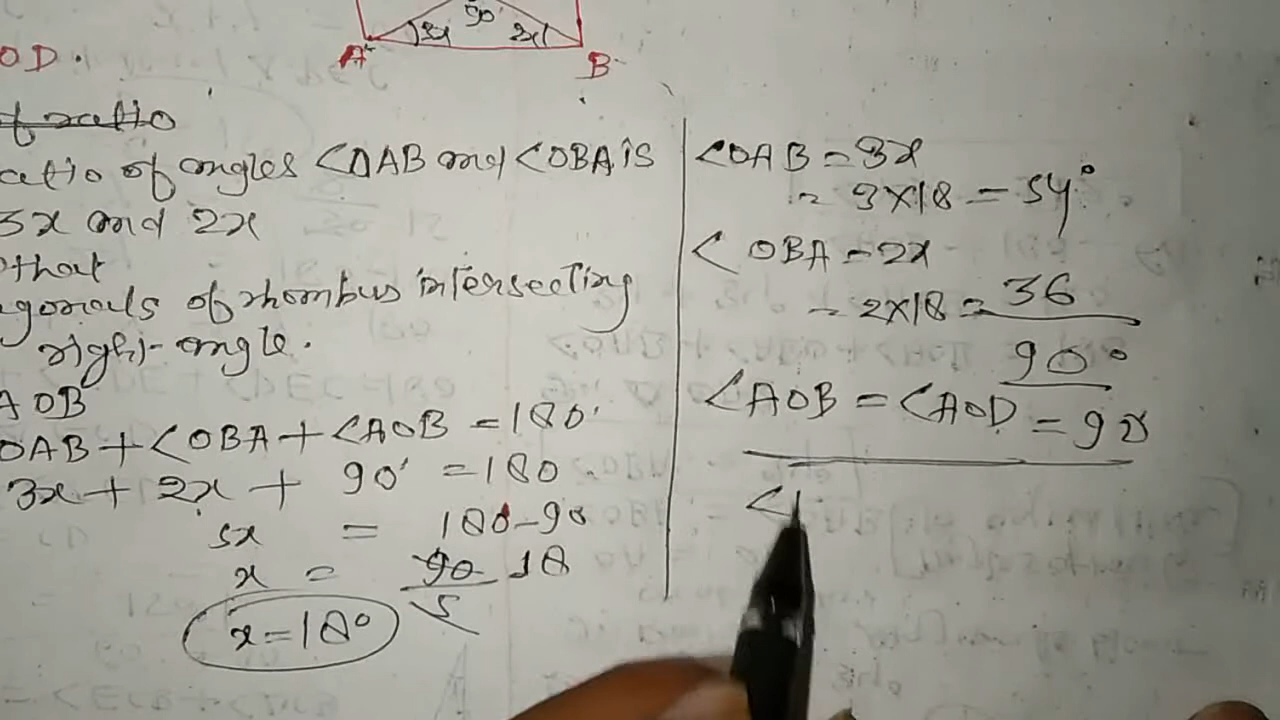 90
3x 2x
A B
OD.
of ratio
atio of angles <OAB and <OBA is
3x and 2x
that
gonals of rhombus intersecting
right-angle.
AOB
OAB + <OBA + <AOB = 180°
3x + 2x + 90° = 180
5x = 180-90
x = 90 18
5
x = 18°
<OAB = 3x
= 3×18 = 54°
<OBA = 2x
= 2×18 = 36
90°
<AOB = <AOD = 90
<